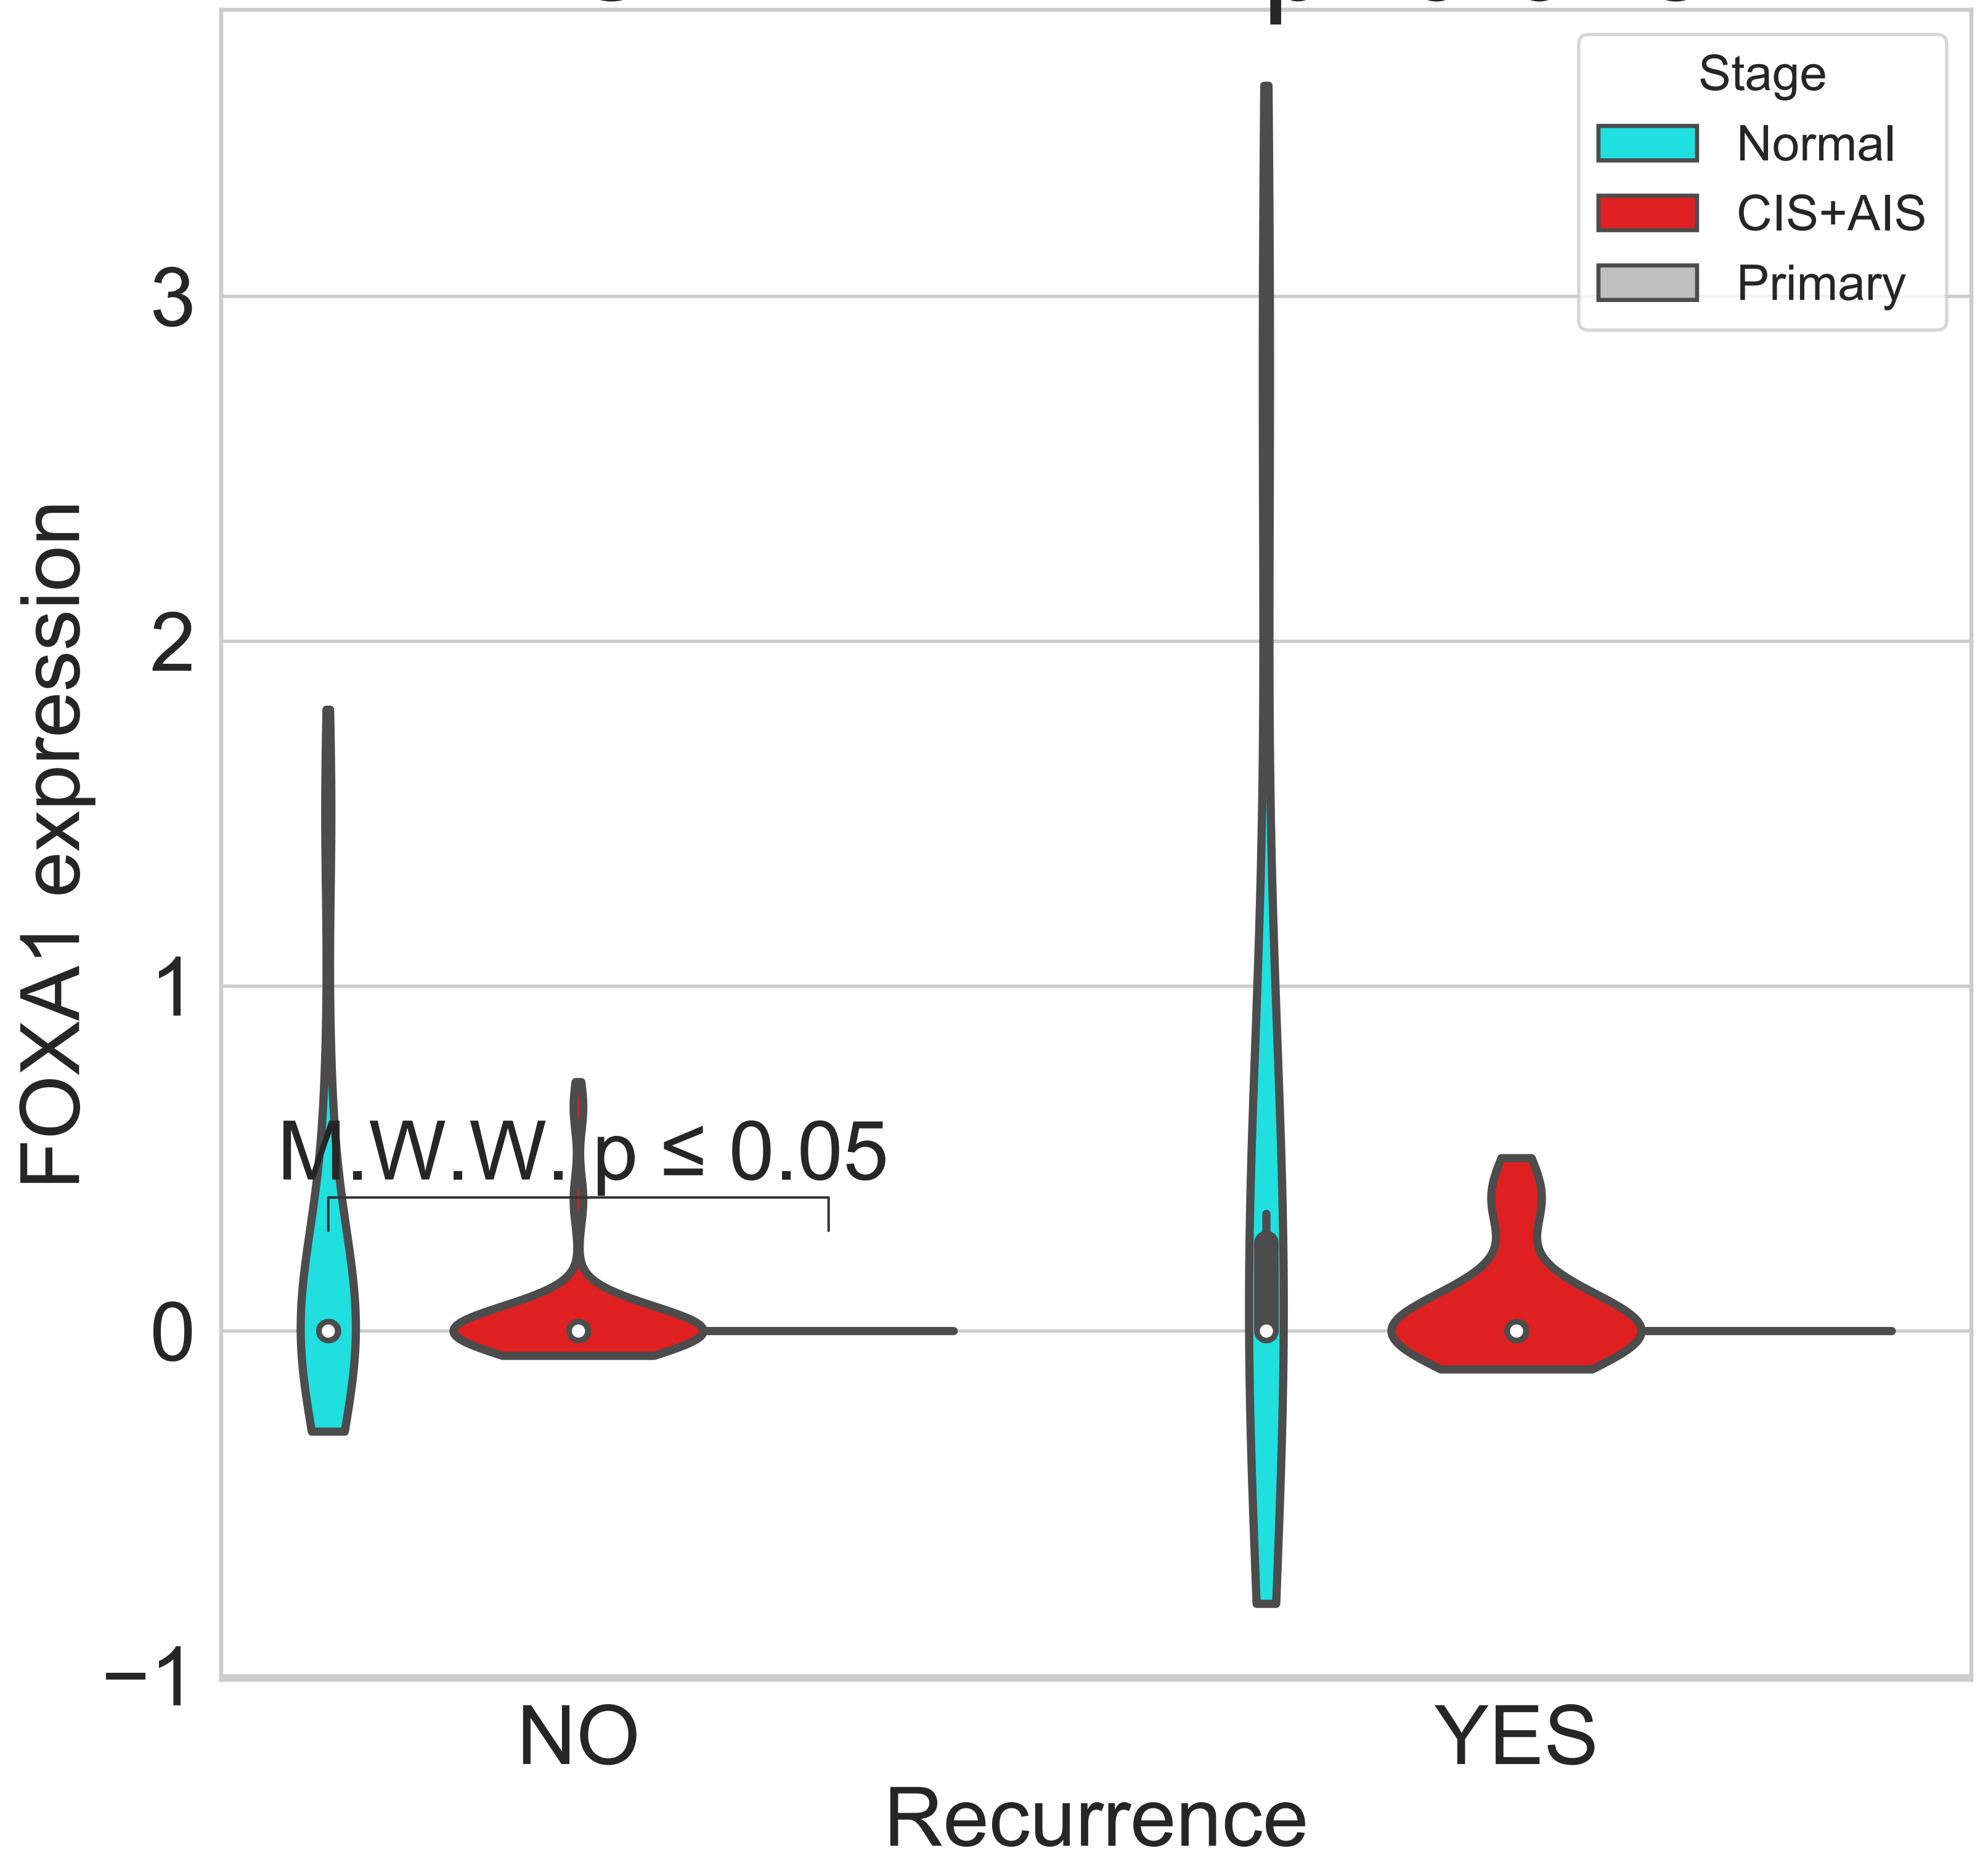 Stage
Normal
CIS+AIS
Primary
3
2
1
0
−1
FOXA1 expression
M.W.W. p ≤ 0.05
NO
YES
Recurrence